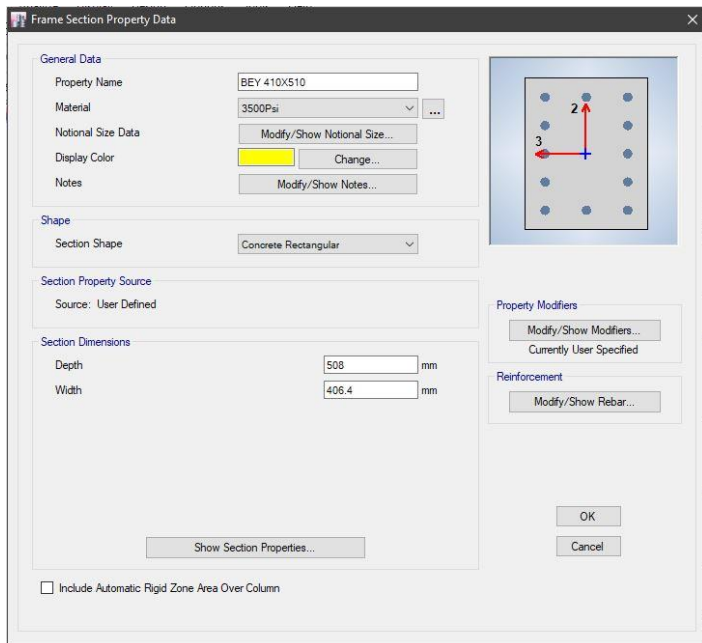 Frame Section Property Data
General Data
Property Name BEY 410X510
Material 3500Psi ...
Notional Size Data Modify/Show Notional Size...
Display Color Change...
Notes Modify/Show Notes...
2
3
Shape
Section Shape Concrete Rectangular
Section Property Source
Source: User Defined
Property Modifiers
Modify/Show Modifiers...
Currently User Specified
Section Dimensions
Depth 508 mm
Width 406.4 mm
Reinforcement
Modify/Show Rebar...
OK
Show Section Properties...
Cancel
Include Automatic Rigid Zone Area Over Column